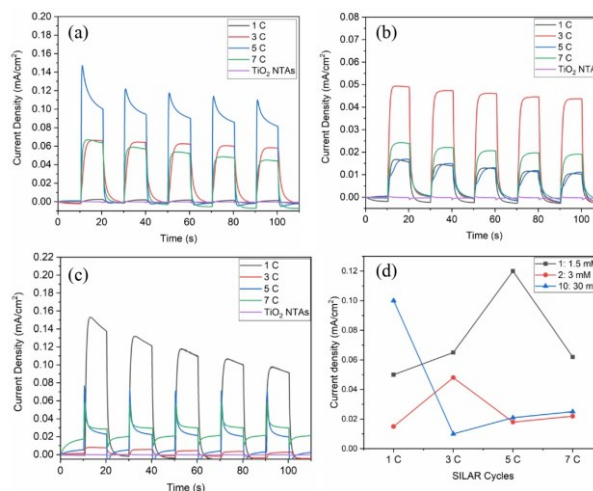 (a)
1 C
3 C
5 C
7 C
TiO₂ NTAs
Current Density (mA/cm²)
0.20
0.18
0.16
0.14
0.12
0.10
0.08
0.06
0.04
0.02
0.00
0
20
40
60
80
100
Time (s)
(b)
1 C
3 C
5 C
7 C
TiO₂ NTAs
Current Density (mA/cm²)
0.08
0.05
0.04
0.03
0.02
0.01
0.00
0
20
40
60
80
100
Time (s)
(c)
1 C
3 C
5 C
7 C
TiO₂ NTAs
Current Density (mA/cm²)
0.22
0.20
0.18
0.16
0.14
0.12
0.10
0.08
0.06
0.04
0.02
0.00
0
20
40
60
80
100
Time (s)
(d)
1: 1.5 mM
2: 3 mM
10: 30 m
Current density (mA/cm²)
0.12
0.10
0.08
0.06
0.04
0.02
0.00
1 C
3 C
5 C
7 C
SILAR Cycles